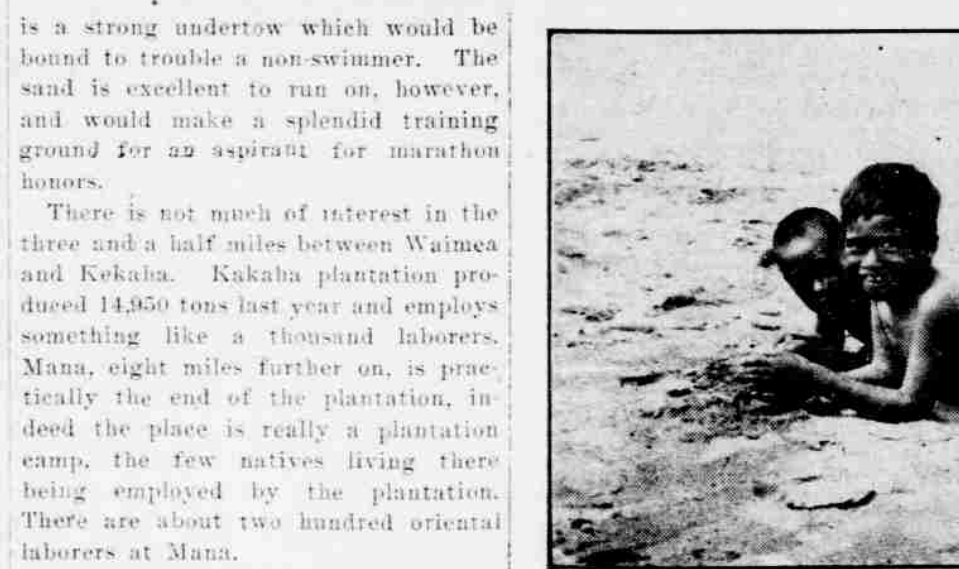 is a strong undertow which would be
bound to trouble a non-swimmer. The
sand is excellent to run on, however,
and would make a splendid training
ground for an aspirant for marathon
honors.
There is not much of interest in the
three and a half miles between Waimea
and Kekaha. Kakaha plantation pro-
duced 14,950 tons last year and employs
something like a thousand laborers.
Mana, eight miles further on, is prac-
tically the end of the plantation, in-
deed the place is really a plantation
camp, the few natives living there
being employed by the plantation.
There are about two hundred oriental
laborers at Mana.